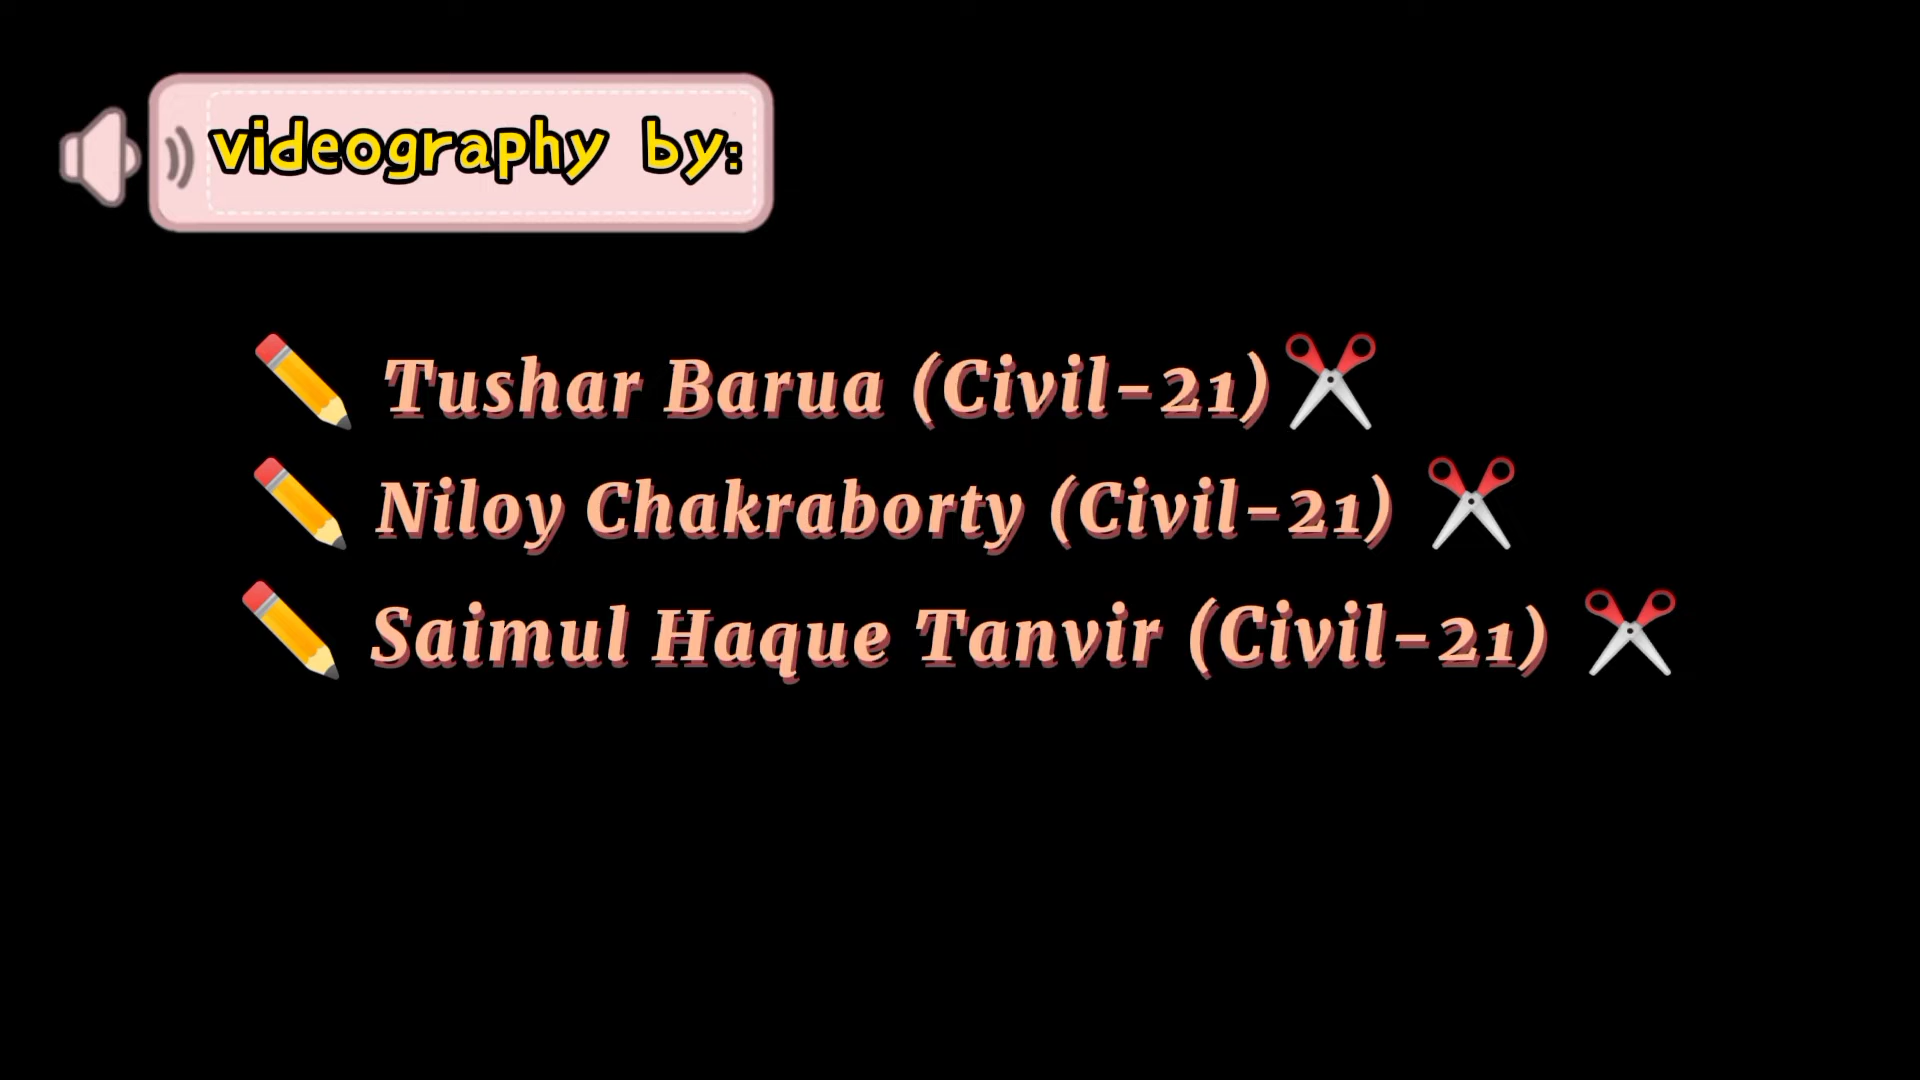 videography by:
Tushar Barua (Civil-21)
Niloy Chakraborty (Civil-21)
Saimul Haque Tanvir (Civil-21)